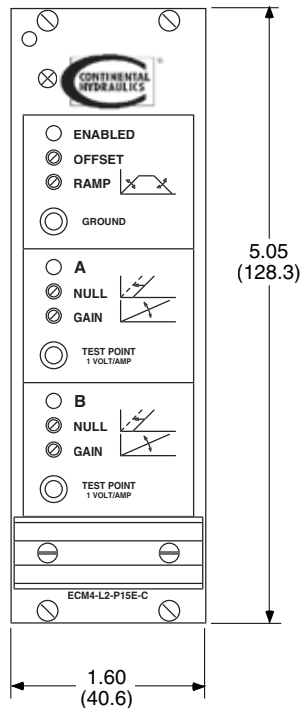 CONTINENTAL
HYDRAULICS
ENABLED
OFFSET
RAMP
GROUND
A
NULL
GAIN
TEST POINT
1 VOLT/AMP
B
NULL
GAIN
TEST POINT
1 VOLT/AMP
ECM4-L2-P15E-C
5.05
(128.3)
1.60
(40.6)